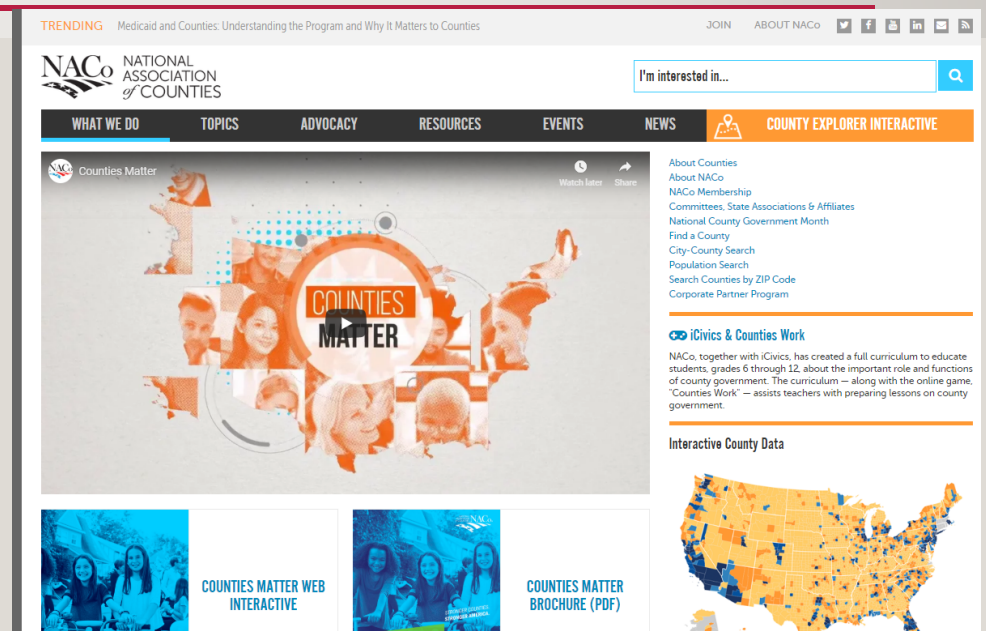 TRENDING Medicaid and Counties: Understanding the Program and Why It Matters to Counties
JOIN ABOUT NACo
NACo NATIONAL
ASSOCIATION
of COUNTIES
I'm interested in...
WHAT WE DO TOPICS ADVOCACY RESOURCES EVENTS NEWS COUNTY EXPLORER INTERACTIVE
NACo Counties Matter
Watch later Share
COUNTIES
MATTER
About Counties
About NACo
NACo Membership
Committees, State Associations & Affiliates
National County Government Month
Find a County
City-County Search
Population Search
Search Counties by ZIP Code
Corporate Partner Program
iCivics & Counties Work
NACo, together with iCivics, has created a full curriculum to educate
students, grades 6 through 12, about the important role and functions
of county government. The curriculum — along with the online game,
"Counties Work" — assists teachers with preparing lessons on county
government.
Interactive County Data
COUNTIES MATTER WEB
INTERACTIVE
NACo
STRONGER COUNTIES.
STRONGER AMERICA.
COUNTIES MATTER
BROCHURE (PDF)